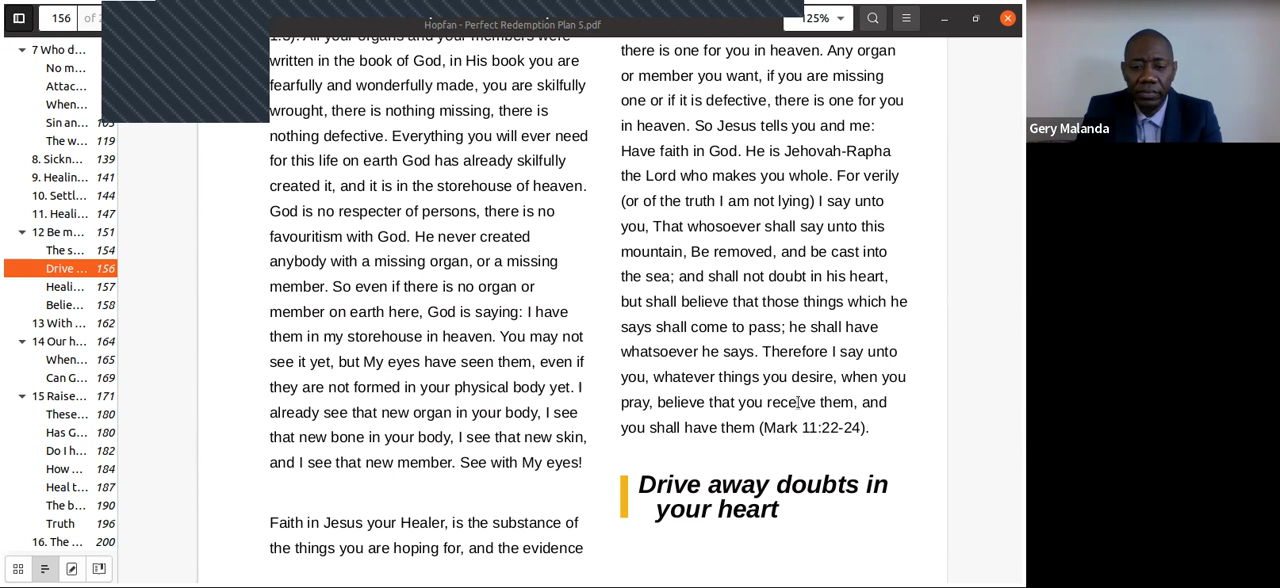 156
Hopfan - Perfect Redemption Plan 5.pdf
125%
7 Who d... 90
No m...
Attac...
When...
Sin an... 105
The w... 119
8. Sickn... 139
9. Healin... 141
10. Settl... 144
11. Heali... 147
12 Be m... 151
The s... 154
Drive ... 156
Heali... 157
Belie... 158
13 With ... 162
14 Our h... 164
When... 165
Can G... 169
15 Raise... 171
These... 180
Has G... 180
Do I h... 182
How ... 184
Heal t... 187
The b... 190
Truth 196
16. The ... 200
1:3). All your organs and your members were
written in the book of God, in His book you are
fearfully and wonderfully made, you are skilfully
wrought, there is nothing missing, there is
nothing defective. Everything you will ever need
for this life on earth God has already skilfully
created it, and it is in the storehouse of heaven.
God is no respecter of persons, there is no
favouritism with God. He never created
anybody with a missing organ, or a missing
member. So even if there is no organ or
member on earth here, God is saying: I have
them in my storehouse in heaven. You may not
see it yet, but My eyes have seen them, even if
they are not formed in your physical body yet. I
already see that new organ in your body, I see
that new bone in your body, I see that new skin,
and I see that new member. See with My eyes!
Faith in Jesus your Healer, is the substance of
the things you are hoping for, and the evidence
there is one for you in heaven. Any organ
or member you want, if you are missing
one or if it is defective, there is one for you
in heaven. So Jesus tells you and me:
Have faith in God. He is Jehovah-Rapha
the Lord who makes you whole. For verily
(or of the truth I am not lying) I say unto
you, That whosoever shall say unto this
mountain, Be removed, and be cast into
the sea; and shall not doubt in his heart,
but shall believe that those things which he
says shall come to pass; he shall have
whatsoever he says. Therefore I say unto
you, whatever things you desire, when you
pray, believe that you receive them, and
you shall have them (Mark 11:22-24).
Drive away doubts in
your heart
Gery Malanda